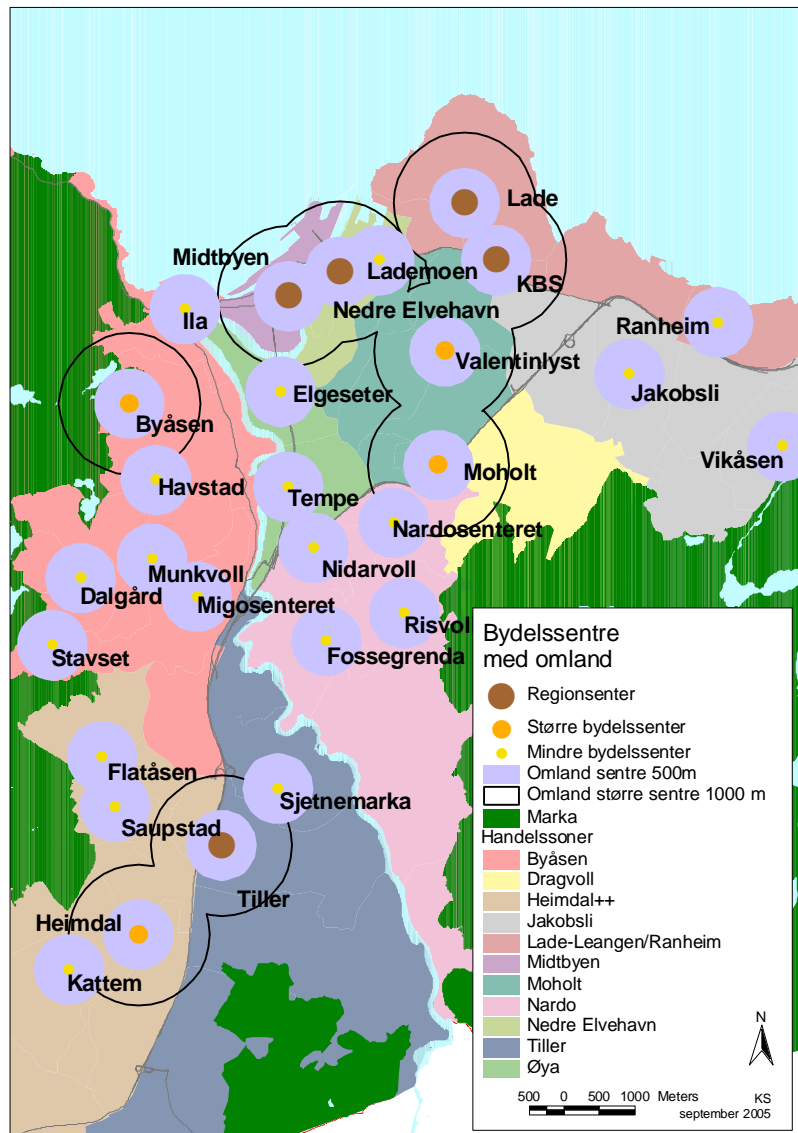 Lade
Midtbyen
Lademoen
KBS
Ila
Nedre Elvehavn
Ranheim
Valentinlyst
Elgeseter
Jakobsli
Byåsen
Vikåsen
Havstad
Moholt
Tempe
Nardosenteret
Munkvoll
Nidarvoll
Dalgård
Migosenteret
Risvol
Stavset
Fossegrenda
Flatåsen
Sjetnemarka
Saupstad
Tiller
Heimdal
Kattem
Bydelssentre
med omland
Regionsenter
Større bydelssenter
Mindre bydelssenter
Omland sentre 500m
Omland større sentre 1000 m
Marka
Handelssoner
Byåsen
Dragvoll
Heimdal++
Jakobsli
Lade-Leangen/Ranheim
Midtbyen
Moholt
Nardo
Nedre Elvehavn
Tiller
Øya
N
500 0 500 1000 Meters
KS
september 2005